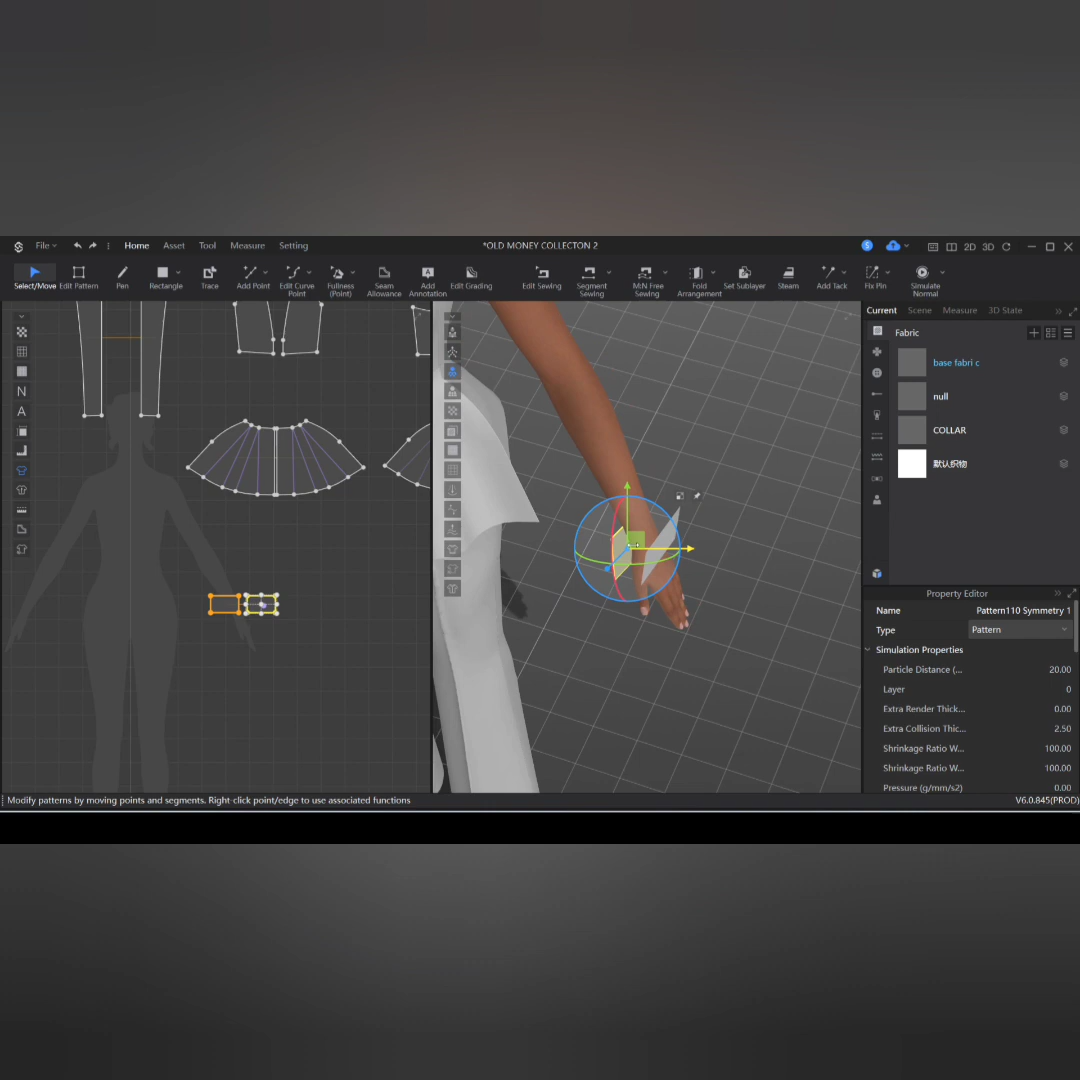 File
Home
Asset
Tool
Measure
Setting
*OLD MONEY COLLECTON 2
S
2D
3D
Select/Move
Edit Pattern
Pen
Rectangle
Trace
Add Point
Edit Curve
Point
Fullness
(Point)
Seam
Allowance
Add
Annotation
Edit Grading
Edit Sewing
Segment
Sewing
M:N Free
Sewing
Fold
Arrangement
Set Sublayer
Steam
Add Tack
Fix Pin
Simulate
Normal
N
A
Current
Scene
Measure
3D State
Fabric
base fabri c
null
COLLAR
默认织物
Property Editor
Name Pattern110 Symmetry 1
Type Pattern
Simulation Properties
Particle Distance (... 20.00
Layer 0
Extra Render Thick... 0.00
Extra Collision Thic... 2.50
Shrinkage Ratio W... 100.00
Shrinkage Ratio W... 100.00
Pressure (g/mm/s2) 0.00
Modify patterns by moving points and segments. Right-click point/edge to use associated functions
V6.0.845(PROD)